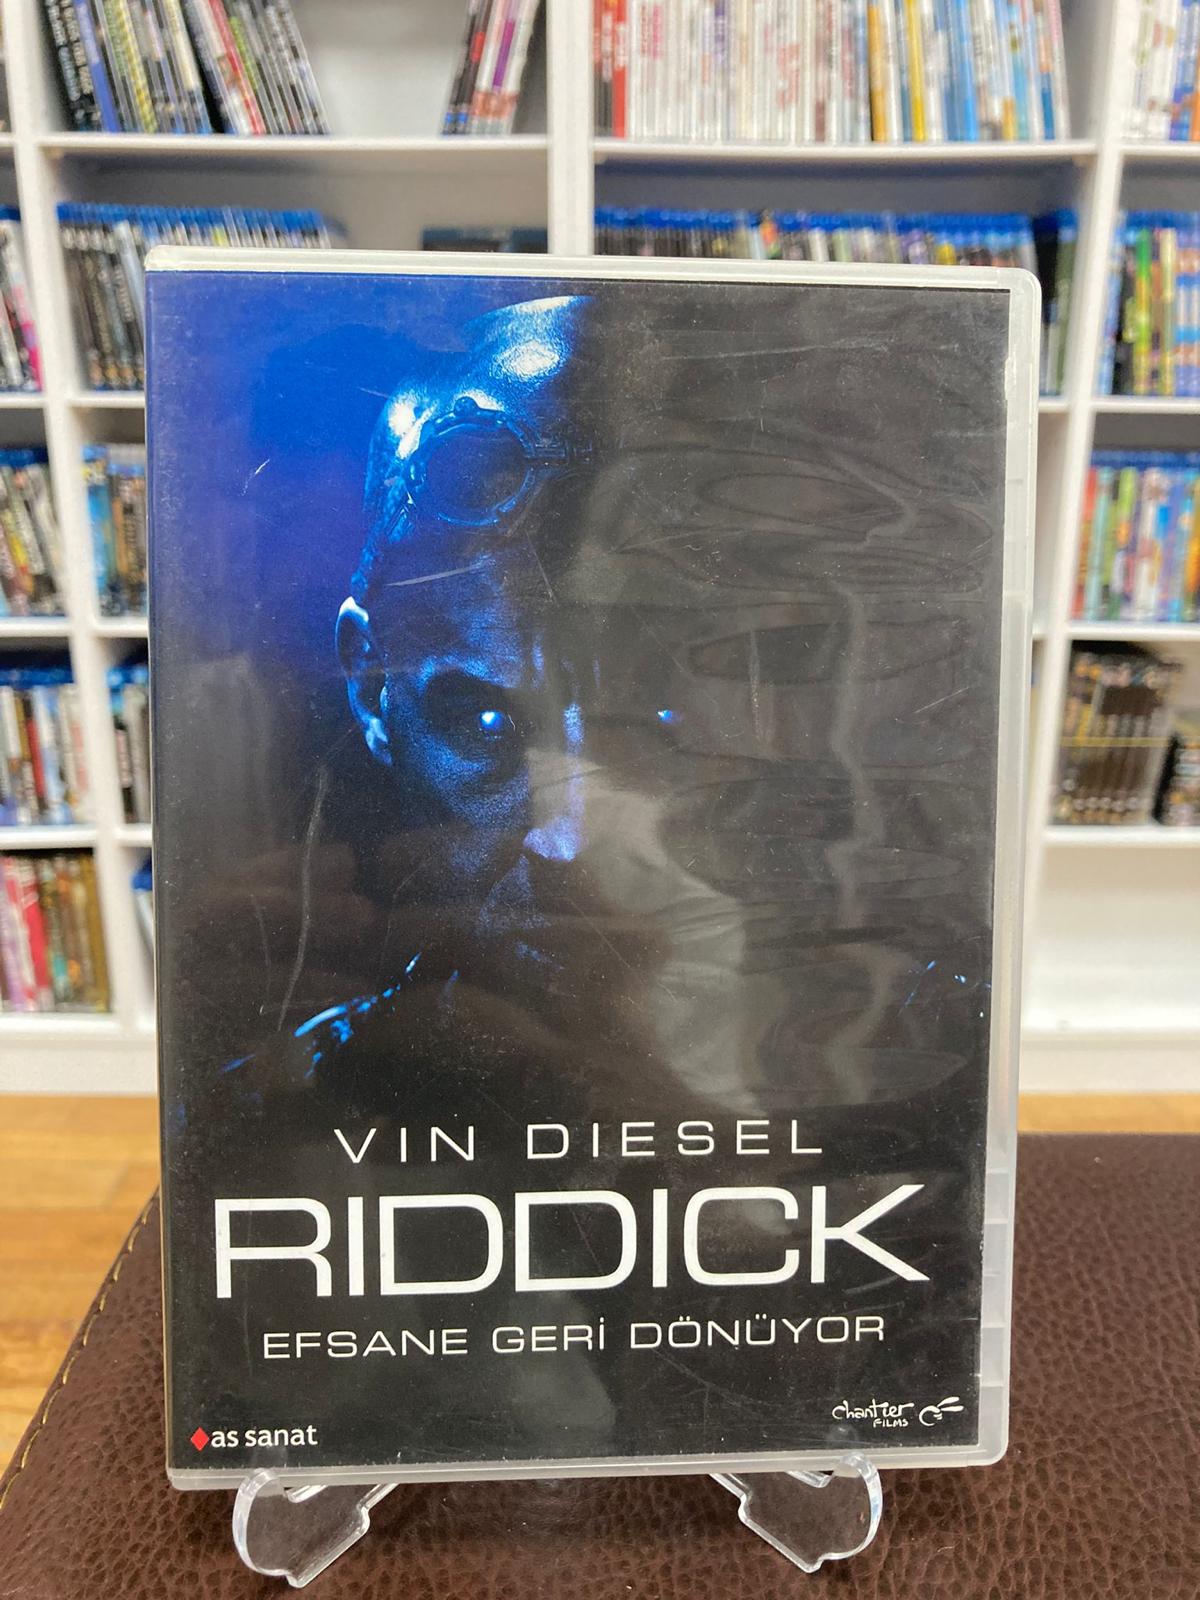 VIN DIESEL
RIDDICK
EFSANE GERİ DÖNÜYOR
chantier
FILMS
as sanat